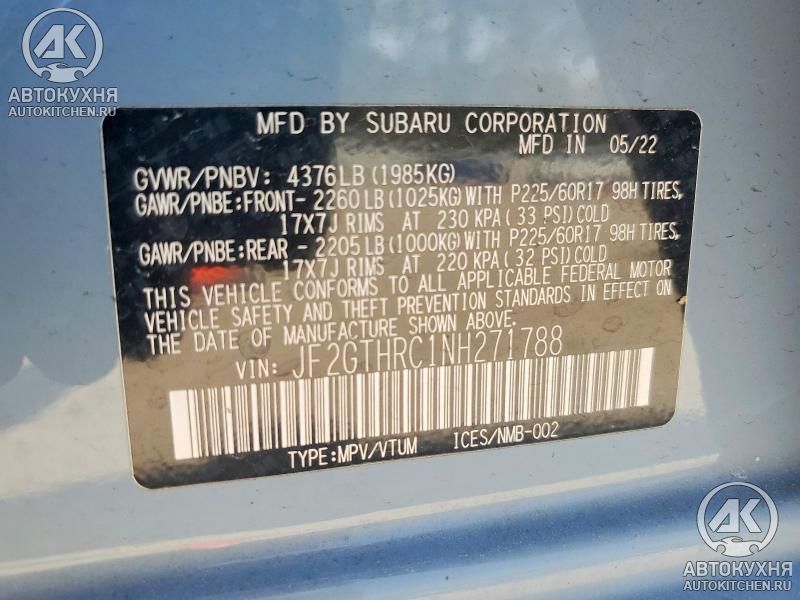 АК
АВТОКУХНЯ
AUTOKITCHEN.RU
MFD BY SUBARU CORPORATION
MFD IN 05/22
GVWR/PNBV: 4376LB(1985KG)
GAWR/PNBE:FRONT- 2260LB(1025KG)WITH P225/60R17 98H TIRES,
17X7J RIMS AT 230 KPA(33 PSI)COLD
GAWR/PNBE:REAR - 2205LB(1000KG)WITH P225/60R17 98H TIRES,
17X7J RIMS AT 220 KPA(32 PSI)COLD
THIS VEHICLE CONFORMS TO ALL APPLICABLE FEDERAL MOTOR
VEHICLE SAFETY AND THEFT PREVENTION STANDARDS IN EFFECT ON
THE DATE OF MANUFACTURE SHOWN ABOVE.
VIN: JF2GTHRC1NH271788
TYPE:MPV/VTUM ICES/NMB-002
АК
АВТОКУХНЯ
AUTOKITCHEN.RU